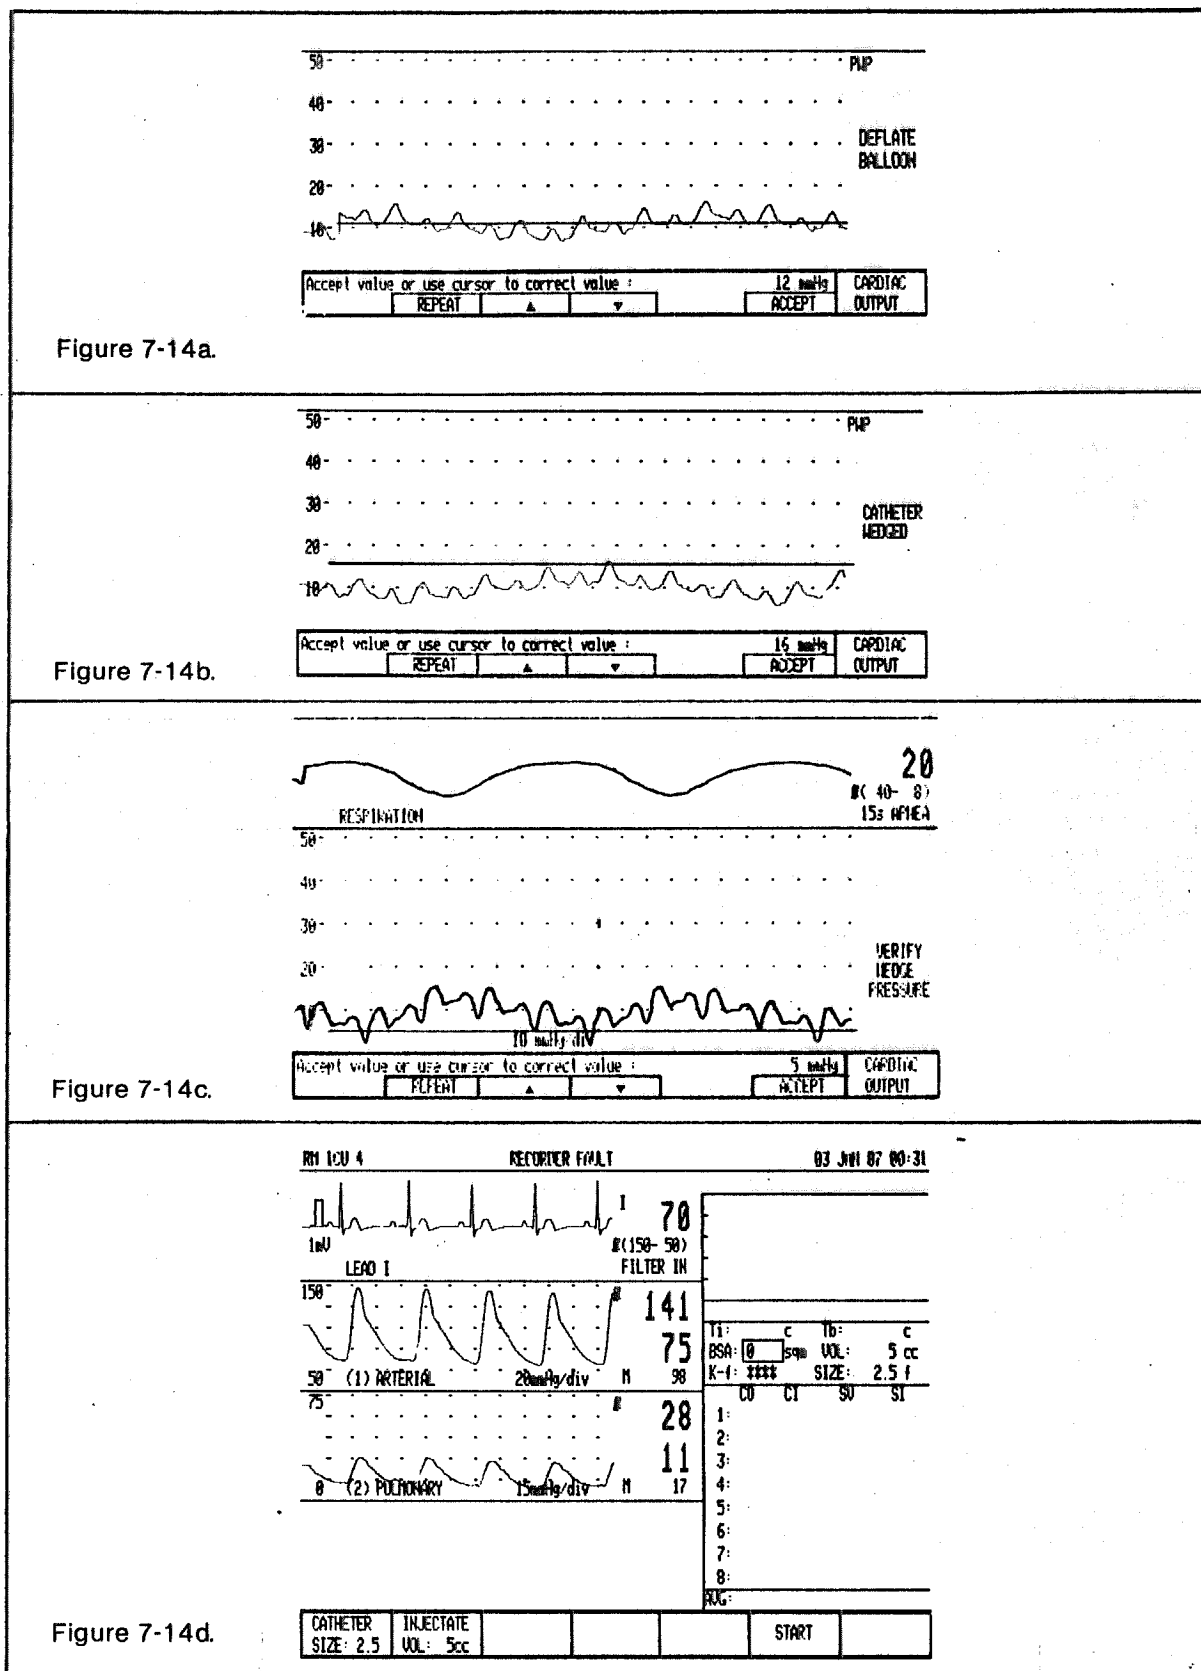 50- PWP
40-
30- DEFLATE
BALLOON
20-
10-
Accept value or use cursor to correct value : 12 mmHg CARDIAC
REPEAT ▲ ▼ ACCEPT OUTPUT
Figure 7-14a.
50- PWP
40-
30- CATHETER
WEDGED
20-
10-
Accept value or use cursor to correct value : 16 mmHg CARDIAC
REPEAT ▲ ▼ ACCEPT OUTPUT
Figure 7-14b.
20
( 40- 8)
RESPIRATION 15s APNEA
50-
40-
30-
VERIFY
20- WEDGE
PRESSURE
10 mmHg/div
Accept value or use cursor to correct value : 5 mmHg CARDIAC
REPEAT ▲ ▼ ACCEPT OUTPUT
Figure 7-14c.
RM ICU 4 RECORDER FAULT 03 JAN 87 00:31
I 70
1mV (150- 50)
LEAD I FILTER IN
150 141
75
50 (1) ARTERIAL 20mmHg/div M 98
75 28
11
0 (2) PULMONARY 15mmHg/div M 17
Ti: c Tb: c
BSA: 0 sqm VOL: 5 cc
K-f: **** SIZE: 2.5 f
CO CI SV SI
1:
2:
3:
4:
5:
6:
7:
8:
AVG:
CATHETER INJECTATE START
SIZE: 2.5 VOL: 5cc
Figure 7-14d.